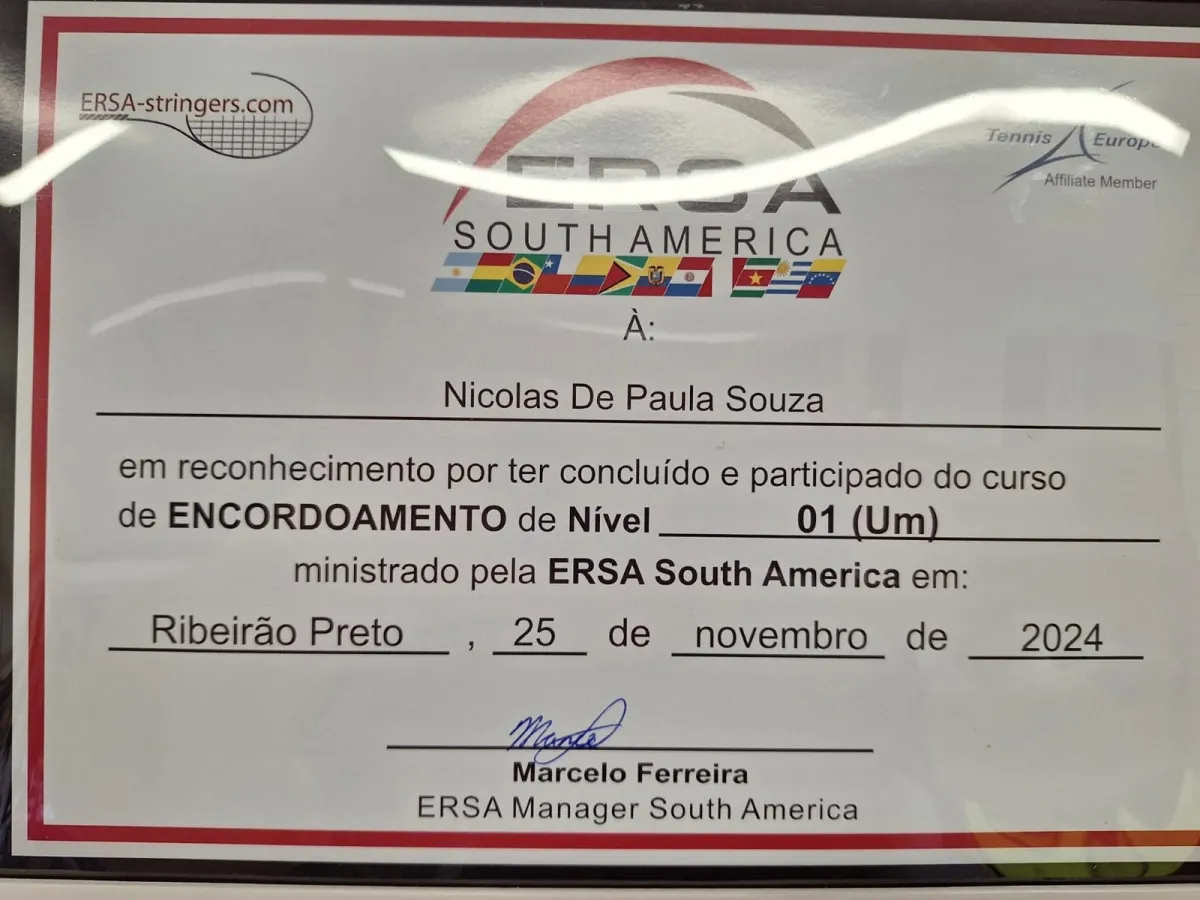 ERSA-stringers.com
ERSA
SOUTH AMERICA
Tennis Europe
Affiliate Member
À:
Nicolas De Paula Souza
em reconhecimento por ter concluído e participado do curso
de ENCORDOAMENTO de Nível 01 (Um)
ministrado pela ERSA South America em:
Ribeirão Preto , 25 de novembro de 2024
Marcelo Ferreira
ERSA Manager South America